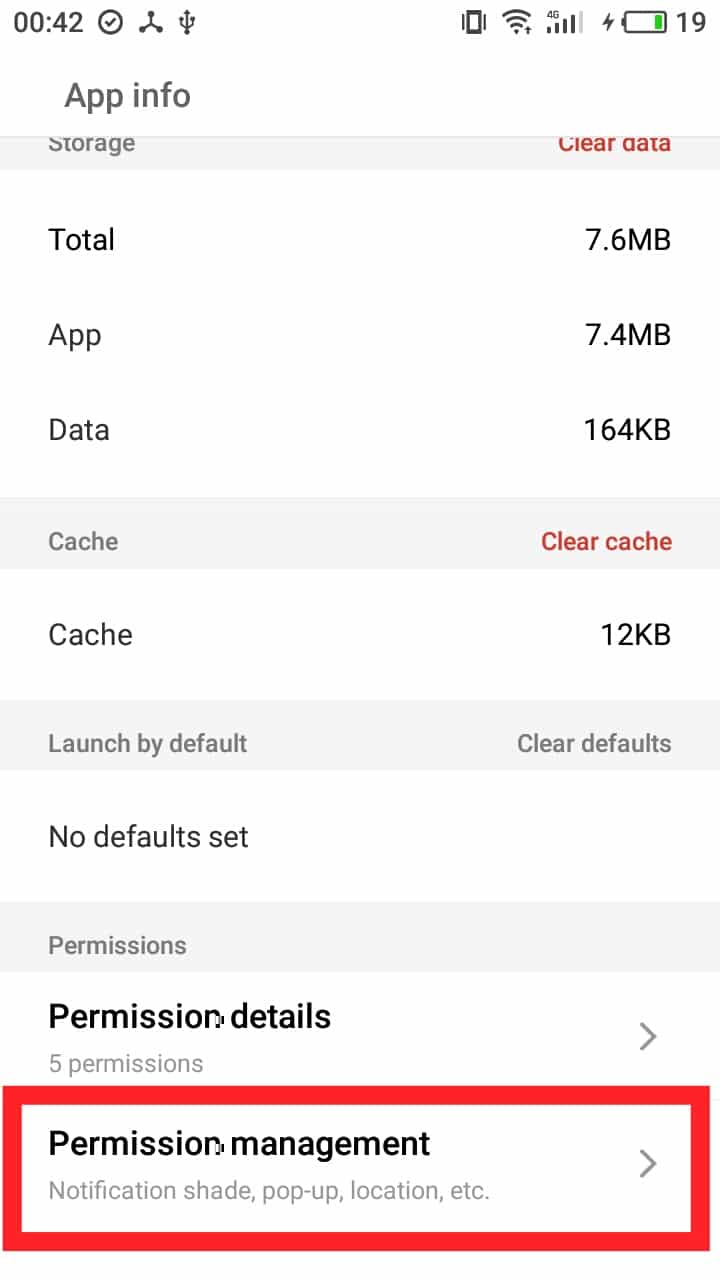 00:42 4G 19
App info
Storage Clear data
Total 7.6MB
App 7.4MB
Data 164KB
Cache Clear cache
Cache 12KB
Launch by default Clear defaults
No defaults set
Permissions
Permission details
5 permissions
Permission management
Notification shade, pop-up, location, etc.